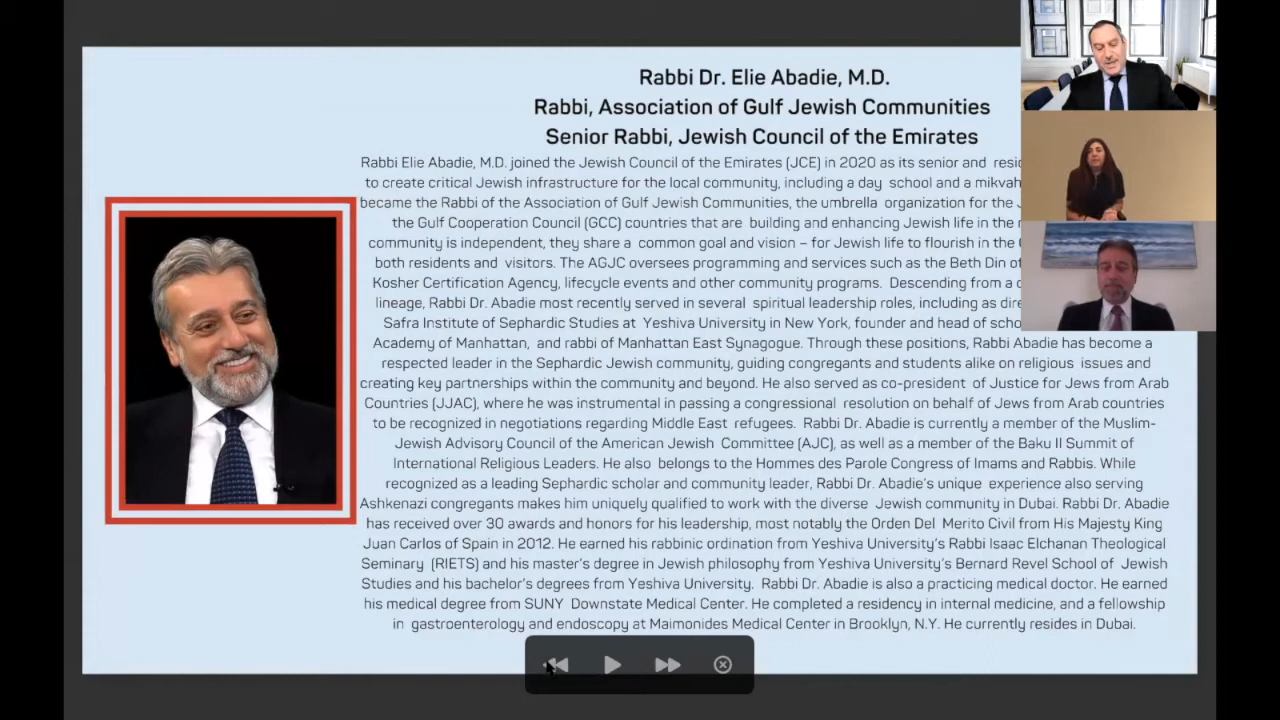 Rabbi Dr. Elie Abadie, M.D.
Rabbi, Association of Gulf Jewish Communities
Senior Rabbi, Jewish Council of the Emirates
Rabbi Elie Abadie, M.D. joined the Jewish Council of the Emirates (JCE) in 2020 as its senior and
to create critical Jewish infrastructure for the local community, including a day school and a mikvah
became the Rabbi of the Association of Gulf Jewish Communities, the umbrella organization for the
the Gulf Cooperation Council (GCC) countries that are building and enhancing Jewish life in the
community is independent, they share a common goal and vision – for Jewish life to flourish in the
both residents and visitors. The AGJC oversees programming and services such as the Beth Din of
Kosher Certification Agency, lifecycle events and other community programs. Descending from a
lineage, Rabbi Dr. Abadie most recently served in several spiritual leadership roles, including as
Safra Institute of Sephardic Studies at Yeshiva University in New York, founder and head of
Academy of Manhattan, and rabbi of Manhattan East Synagogue. Through these positions, Rabbi Abadie has become a
respected leader in the Sephardic Jewish community, guiding congregants and students alike on religious issues and
creating key partnerships within the community and beyond. He also served as co-president of Justice for Jews from Arab
Countries (JJAC), where he was instrumental in passing a congressional resolution on behalf of Jews from Arab countries
to be recognized in negotiations regarding Middle East refugees. Rabbi Dr. Abadie is currently a member of the Muslim-
Jewish Advisory Council of the American Jewish Committee (AJC), as well as a member of the Baku II Summit of
International Religious Leaders. He also belongs to the Hommes des Parole Congress of Imams and Rabbis. While
recognized as a leading Sephardic scholar and community leader, Rabbi Dr. Abadie's unique experience also serving
Ashkenazi congregants makes him uniquely qualified to work with the diverse Jewish community in Dubai. Rabbi Dr. Abadie
has received over 30 awards and honors for his leadership, most notably the Orden Del Merito Civil from His Majesty King
Juan Carlos of Spain in 2012. He earned his rabbinic ordination from Yeshiva University's Rabbi Isaac Elchanan Theological
Seminary (RIETS) and his master's degree in Jewish philosophy from Yeshiva University's Bernard Revel School of Jewish
Studies and his bachelor's degrees from Yeshiva University. Rabbi Dr. Abadie is also a practicing medical doctor. He earned
his medical degree from SUNY Downstate Medical Center. He completed a residency in internal medicine, and a fellowship
in gastroenterology and endoscopy at Maimonides Medical Center in Brooklyn, N.Y. He currently resides in Dubai.